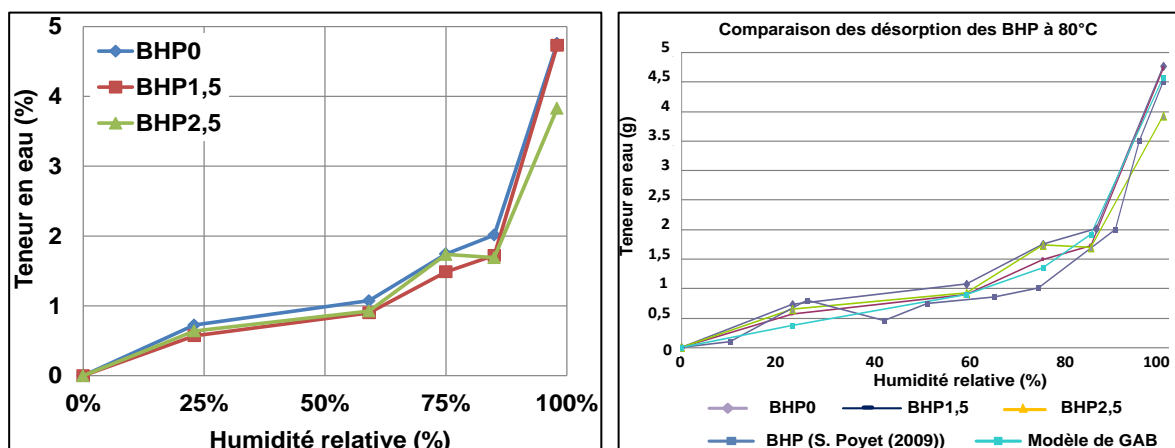 5
4
3
2
1
0
Teneur en eau (%)
BHP0
BHP1,5
BHP2,5
0%
25%
50%
75%
100%
Humidité relative (%)
Comparaison des désorption des BHP à 80°C
5
4,5
4
3.5
3
2,5
2
1,5
1
0,5
0
Teneur en eau (g)
0
20
40
60
80
100
Humidité relative (%)
BHP0
BHP1,5
BHP2,5
BHP (S. Poyet (2009))
Modèle de GAB